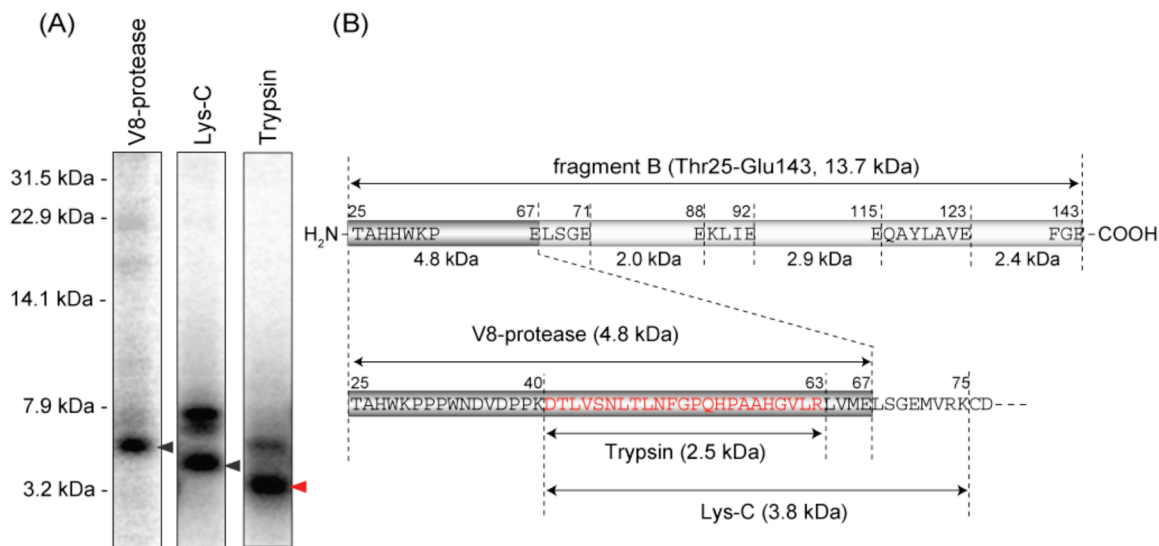 (A)
V8-protease
Lys-C
Trypsin
31.5 kDa -
22.9 kDa -
14.1 kDa -
7.9 kDa -
3.2 kDa -
(B)
fragment B (Thr25-Glu143, 13.7 kDa)
25 67 71 88 92 115 123 143
H2N- TAHHWKP ELSGE EKLIE EQAYLAVE FGE -COOH
4.8 kDa 2.0 kDa 2.9 kDa 2.4 kDa
V8-protease (4.8 kDa)
25 40 63 67 75
TAHWKPPPWNDVDPPKDTLVSNLTLNFGPQHPAAHGVLRLVMELSGEMVRKCD---
Trypsin (2.5 kDa)
Lys-C (3.8 kDa)